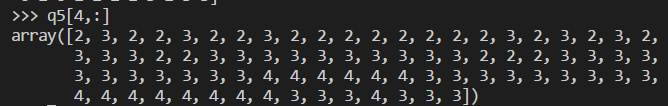 >>> q5[4,:]
array([2, 3, 2, 2, 3, 2, 2, 3, 2, 2, 2, 2, 2, 2, 2, 2, 3, 2, 3, 2, 3, 2,
3, 3, 3, 2, 2, 3, 3, 3, 3, 3, 3, 3, 3, 3, 3, 3, 2, 2, 2, 3, 3, 3, 3,
3, 3, 3, 3, 3, 3, 3, 4, 4, 4, 4, 4, 4, 3, 3, 3, 3, 3, 3, 3, 3, 3, 3,
4, 4, 4, 4, 4, 4, 4, 4, 3, 3, 3, 4, 3, 3, 3])